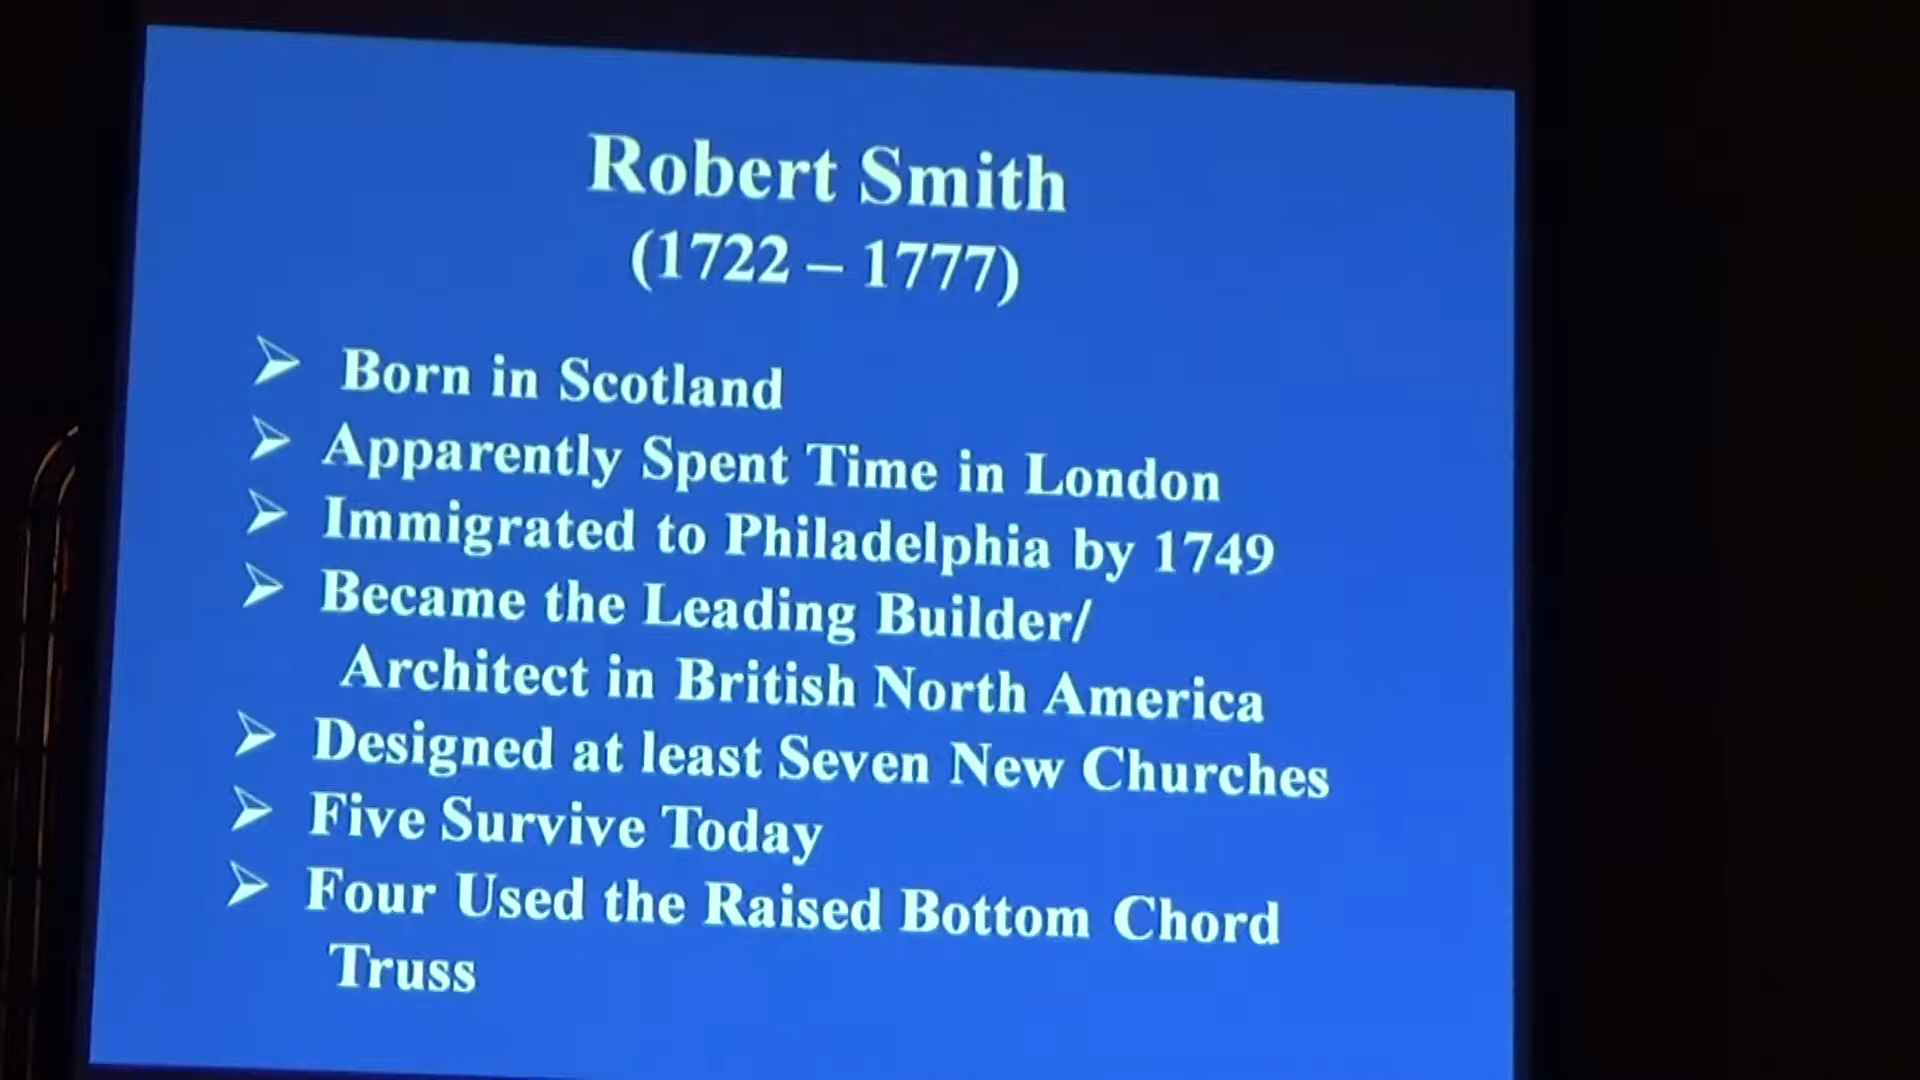 Robert Smith
(1722 – 1777)
➢ Born in Scotland
➢ Apparently Spent Time in London
➢ Immigrated to Philadelphia by 1749
➢ Became the Leading Builder/
Architect in British North America
➢ Designed at least Seven New Churches
➢ Five Survive Today
➢ Four Used the Raised Bottom Chord
Truss